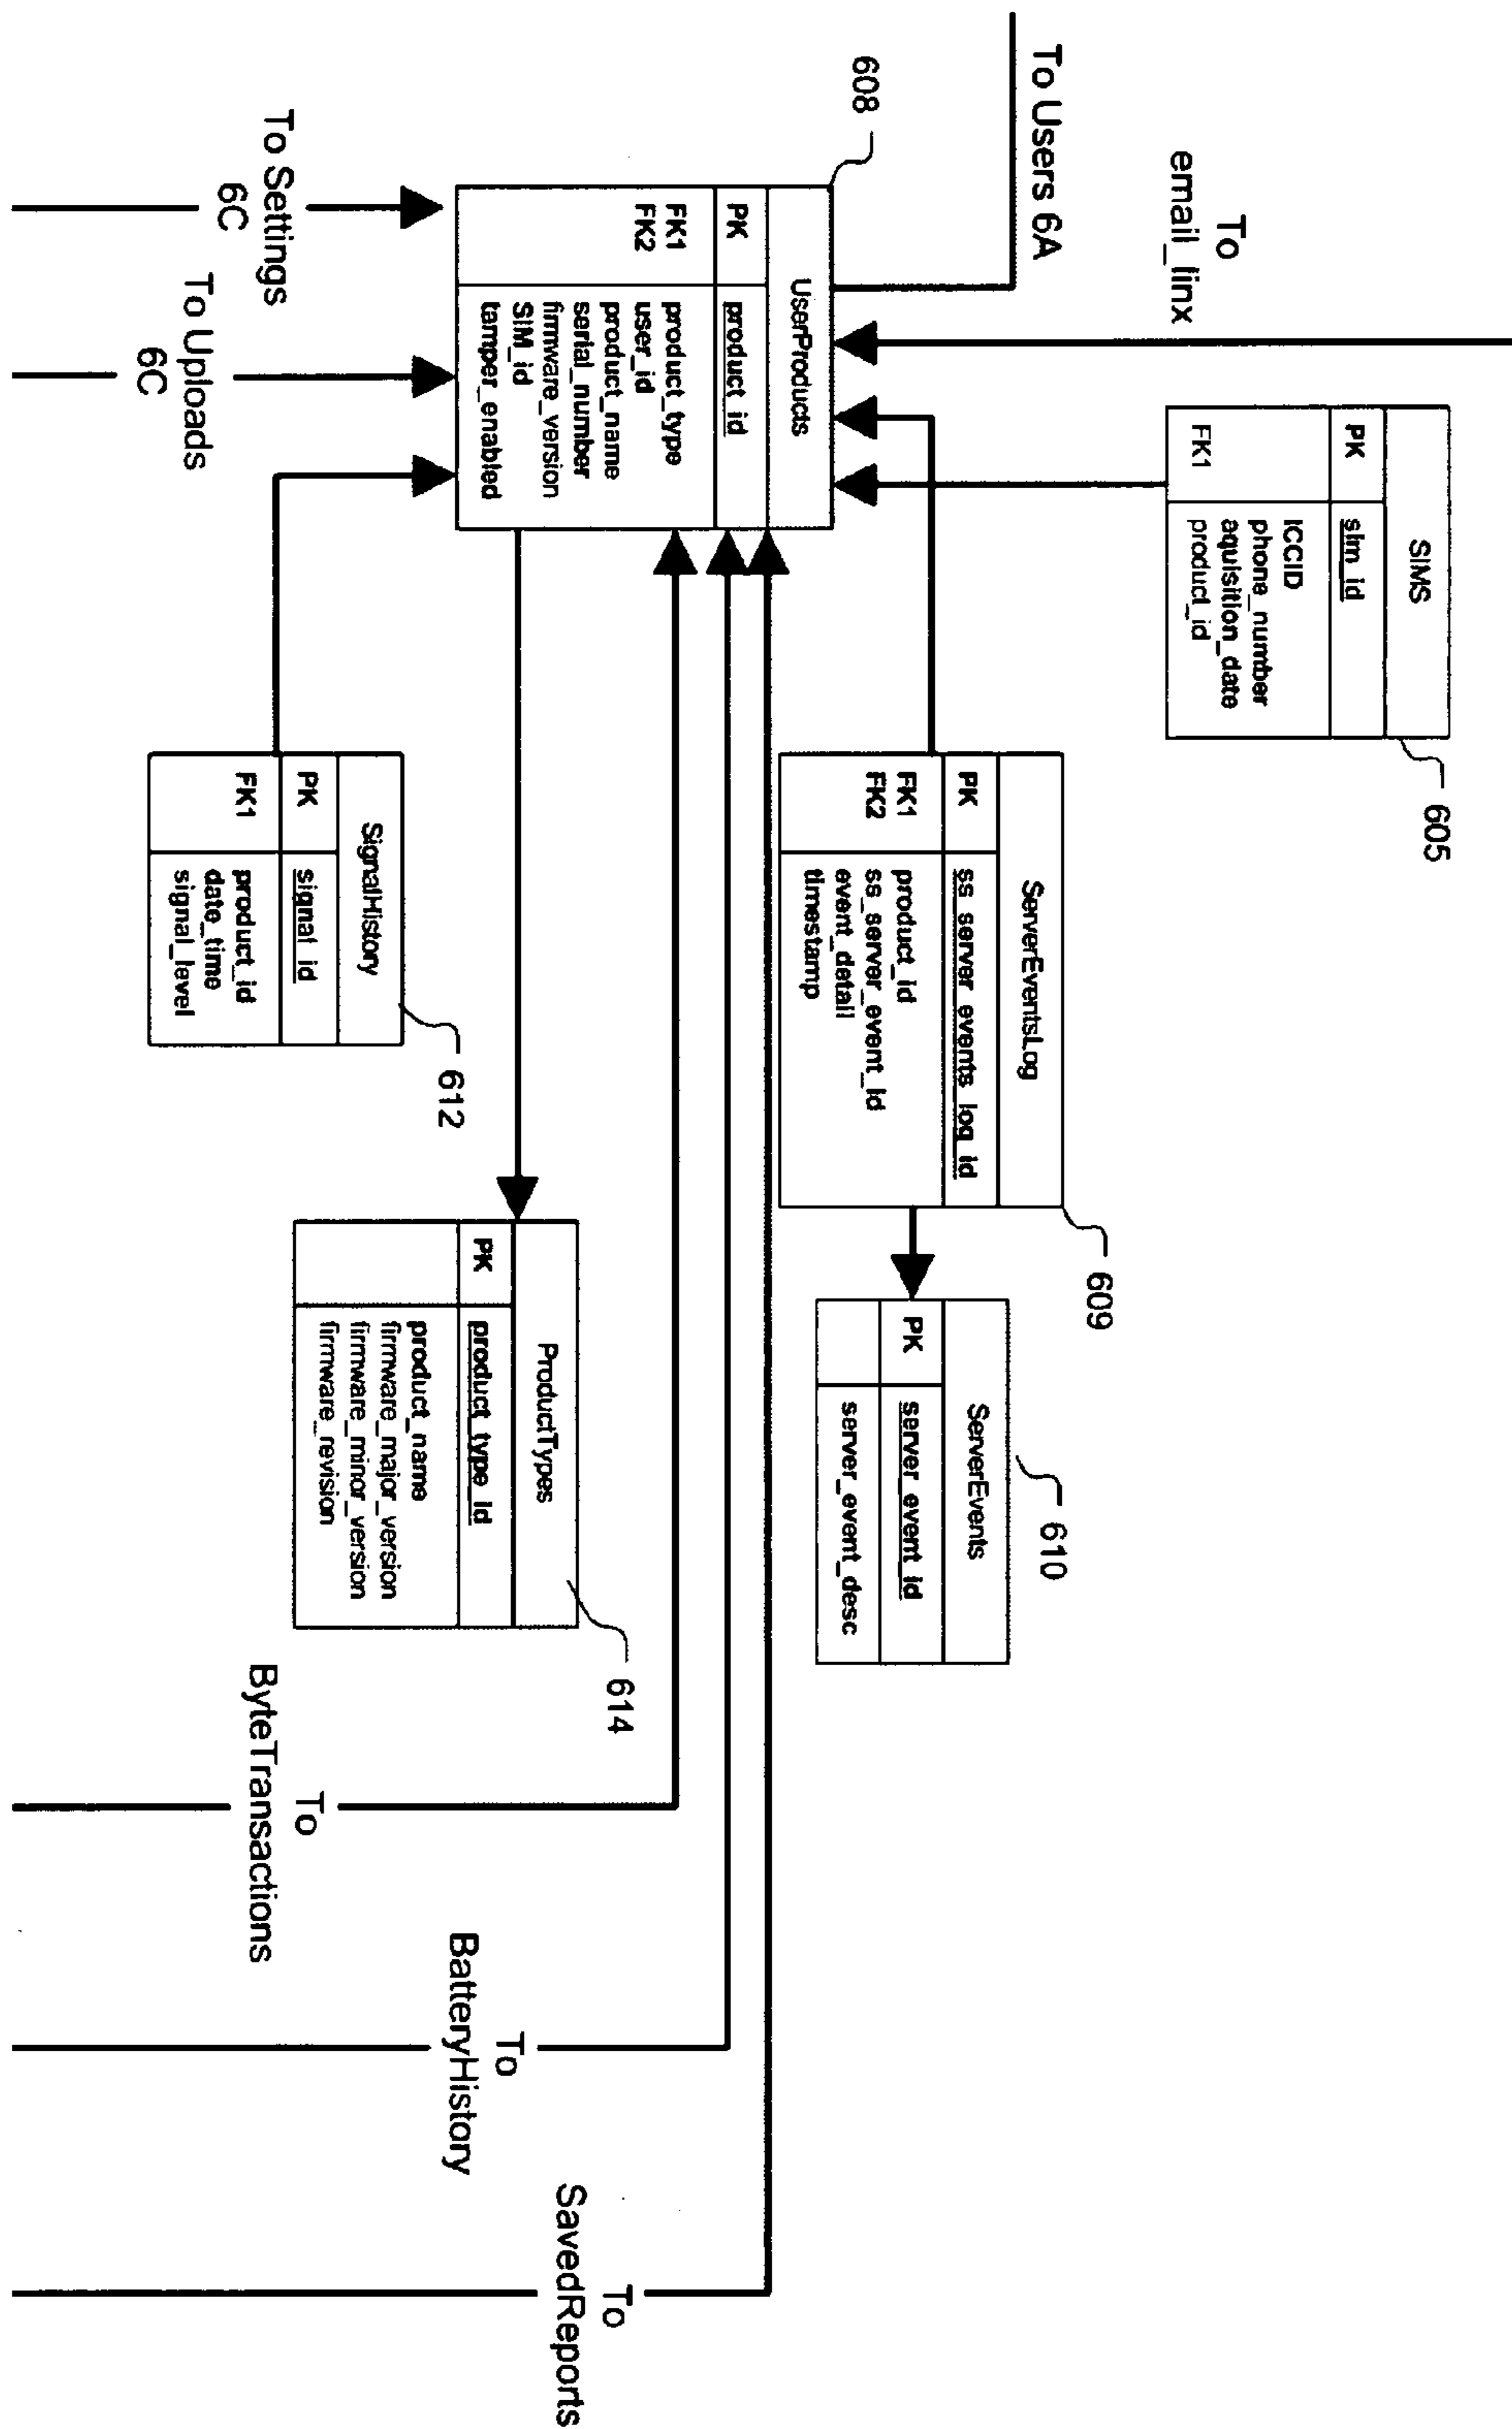 To Users 6A
To
email_linx
608
UserProducts
PK
product_id
FK1
FK2
product_type
user_id
product_name
serial_number
firmware_version
SIM_id
tamper_enabled
To Settings
6C
To Uploads
6C
SIMS
PK
sim_id
FK1
ICCID
phone_number
aquisition_date
product_id
605
ServerEventsLog
PK
ss_server_events_log_id
FK1
FK2
product_id
ss_server_event_id
event_detail
timestamp
609
ServerEvents
PK
server_event_id
server_event_desc
610
SignalHistory
PK
signal_id
FK1
product_id
date_time
signal_level
612
ProductTypes
PK
product_type_id
product_name
firmware_major_version
firmware_minor_version
firmware_revision
614
To
ByteTransactions
To
BatteryHistory
To
SavedReports